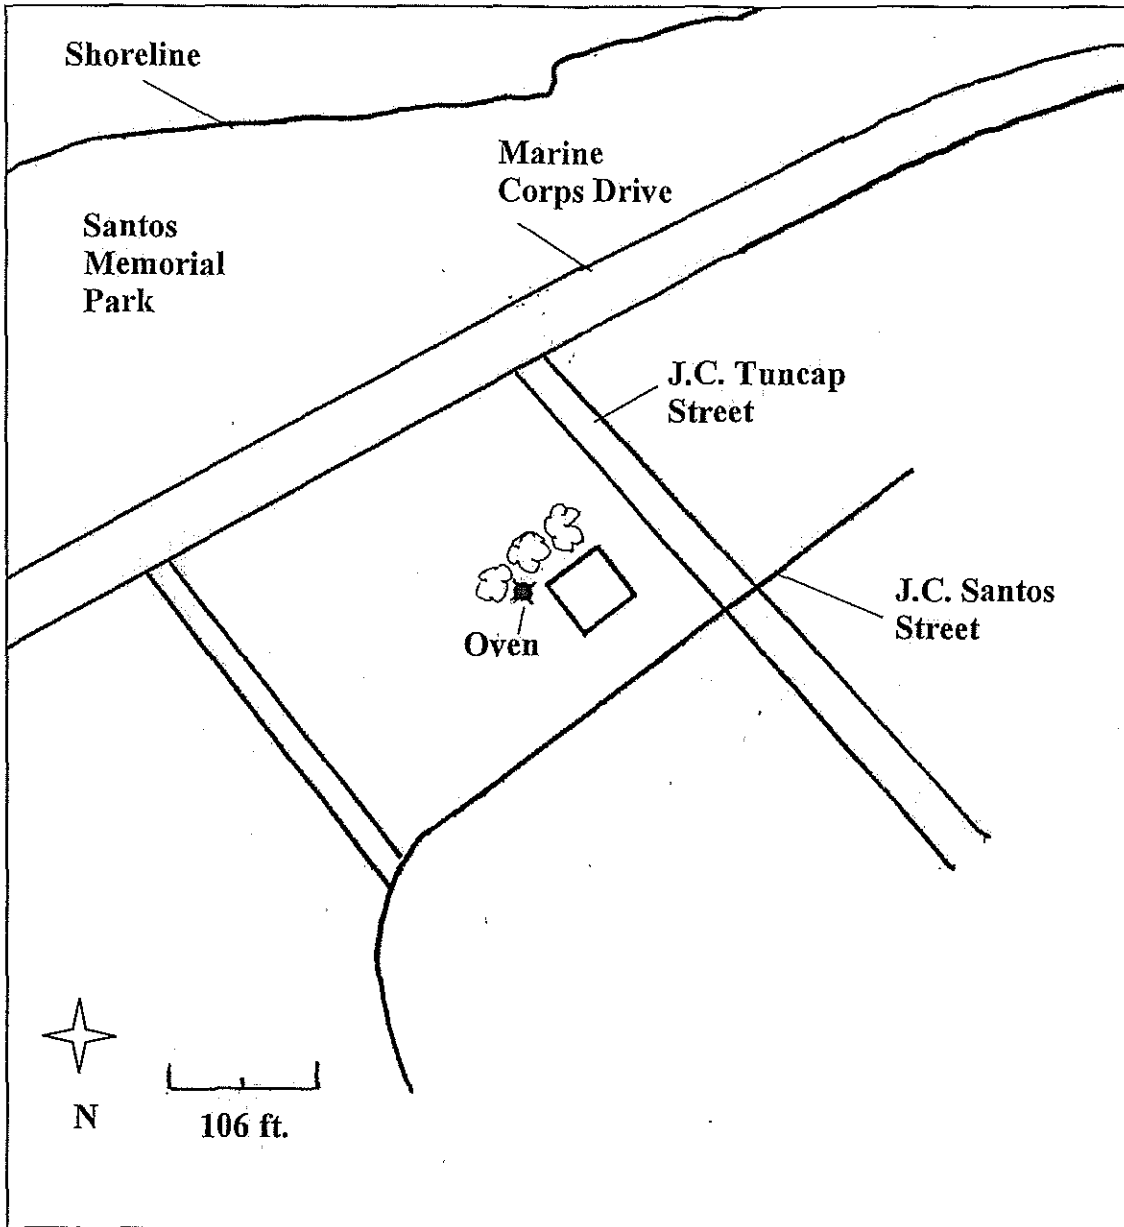 Shoreline
Marine
Corps Drive
Santos
Memorial
Park
J.C. Tuncap
Street
J.C. Santos
Street
Oven
N
106 ft.